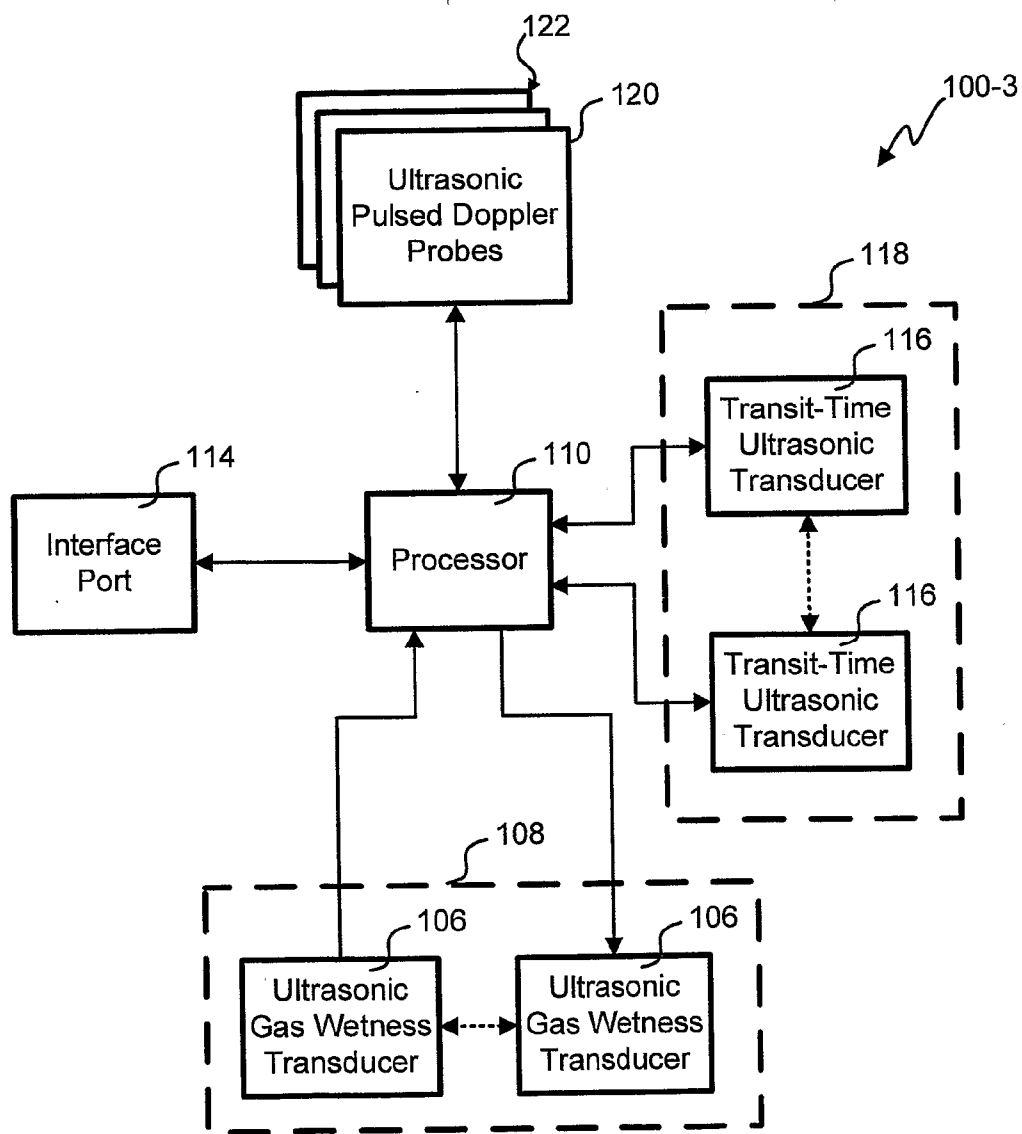 122
120
100-3
Ultrasonic
Pulsed Doppler
Probes
118
116
Transit-Time
Ultrasonic
Transducer
114
110
Interface
Port
Processor
116
Transit-Time
Ultrasonic
Transducer
108
106
106
Ultrasonic
Gas Wetness
Transducer
Ultrasonic
Gas Wetness
Transducer